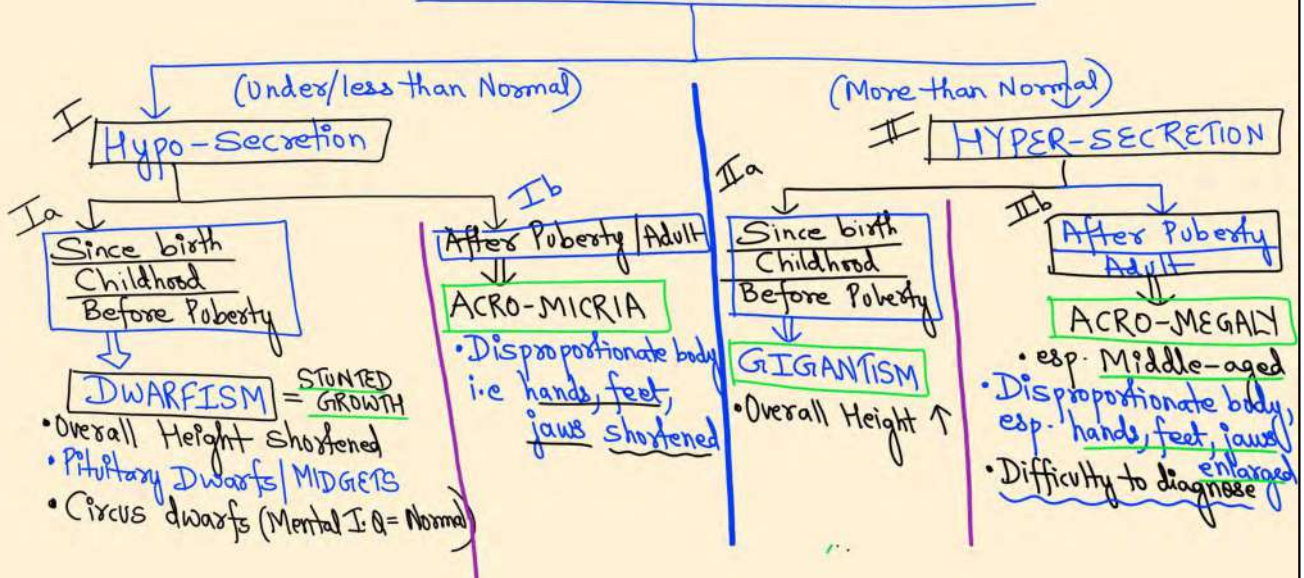 (Under/less than Normal)
(More than Normal)
I
Hypo-Secretion
II
HYPER-SECRETION
Ia
Since birth
Childhood
Before Puberty
DWARFISM = STUNTED GROWTH
•Overall Height Shortened
•Pituitary Dwarfs/MIDGETS
•Circus dwarfs (Mental I.Q = Normal)
Ib
After Puberty/Adult
ACRO-MICRIA
•Disproportionate body
i.e hands, feet,
jaws shortened
IIa
Since birth
Childhood
Before Puberty
GIGANTISM
•Overall Height ↑
IIb
After Puberty
Adult
ACRO-MEGALY
• esp. Middle-aged
•Disproportionate body,
esp. hands, feet, jaws
enlarged
•Difficulty to diagnose